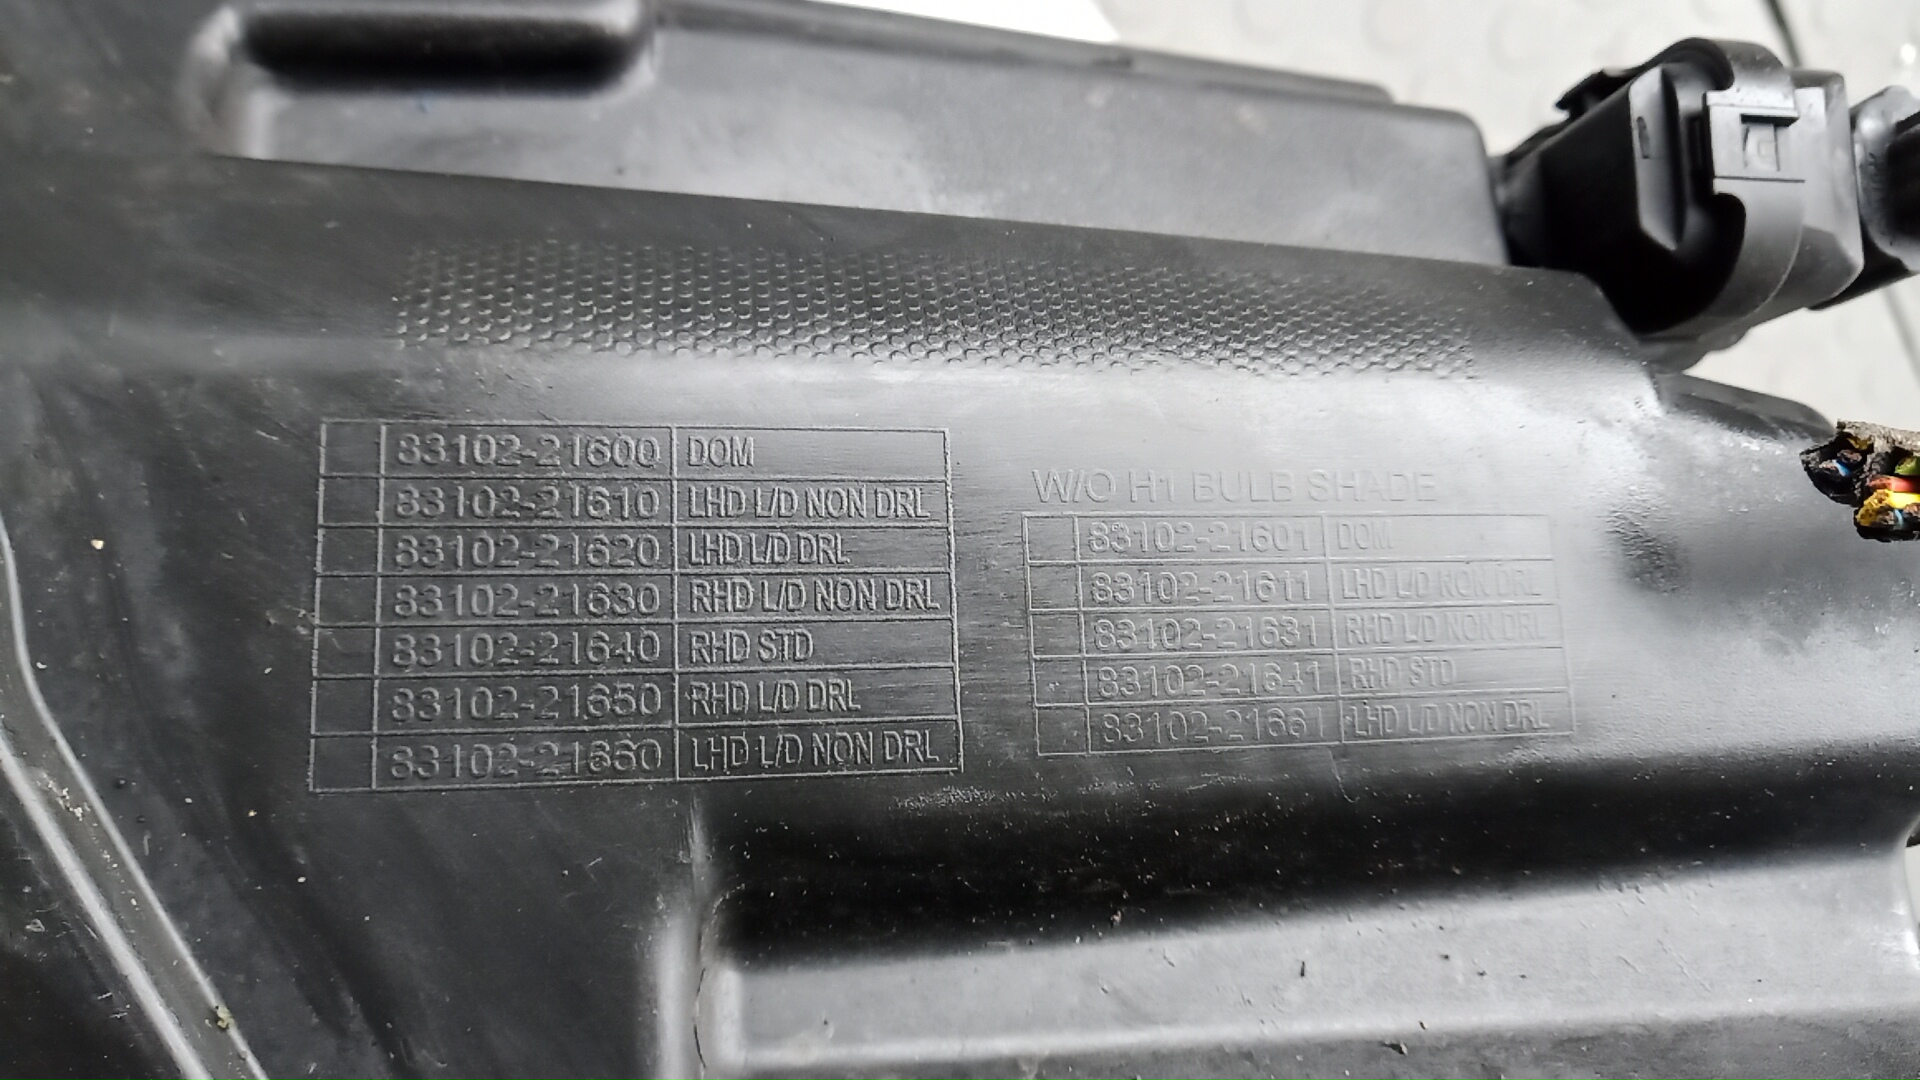 83102-21600 DOM
83102-21610 LHD L/D NON DRL
83102-21620 LHD L/D DRL
83102-21630 RHD L/D NON DRL
83102-21640 RHD STD
83102-21650 RHD L/D DRL
83102-21660 LHD L/D NON DRL
W/O H1 BULB SHADE
83102-21601 DOM
83102-21611 LHD L/D NON DRL
83102-21631 RHD L/D NON DRL
83102-21641 RHD STD
83102-21661 LHD L/D NON DRL